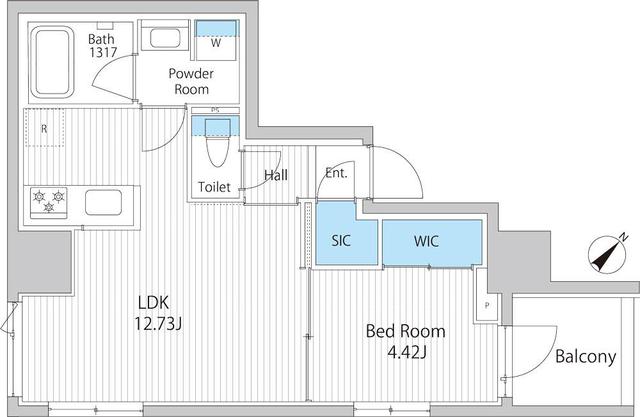 Bath
1317
W
Powder
Room
PS
R
Toilet
Hall
Ent.
SIC
WIC
N
LDK
12.73J
Bed Room
4.42J
P
Balcony